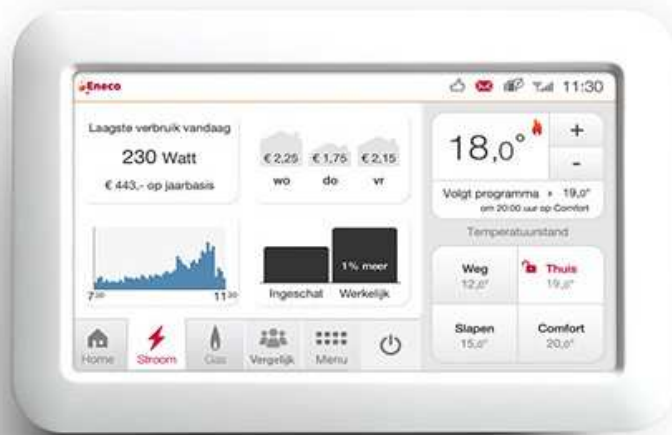 Eneco
11:30
Laagste verbruik vandaag
230 Watt
€ 443,- op jaarbasis
€ 2,25 € 1,75 € 2,15
wo do vr
18,0°
+
-
Volgt programma › 19,0°
om 20:00 uur op Comfort
Temperatuurstand
7:30 11:30
1% meer
Ingeschat Werkelijk
Weg
12,0°
Thuis
19,0°
Slapen
15,0°
Comfort
20,0°
Home Stroom Gas Vergelijk Menu